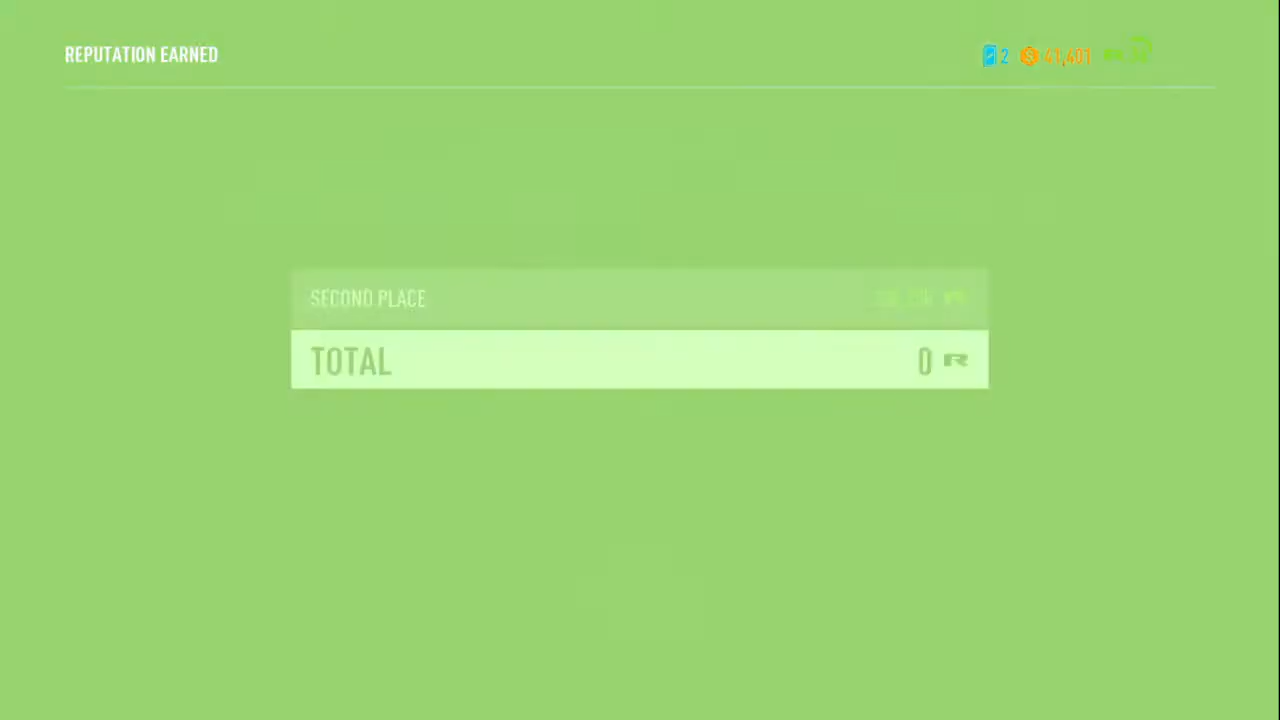 REPUTATION EARNED
2 41,401
SECOND PLACE
TOTAL 0 R